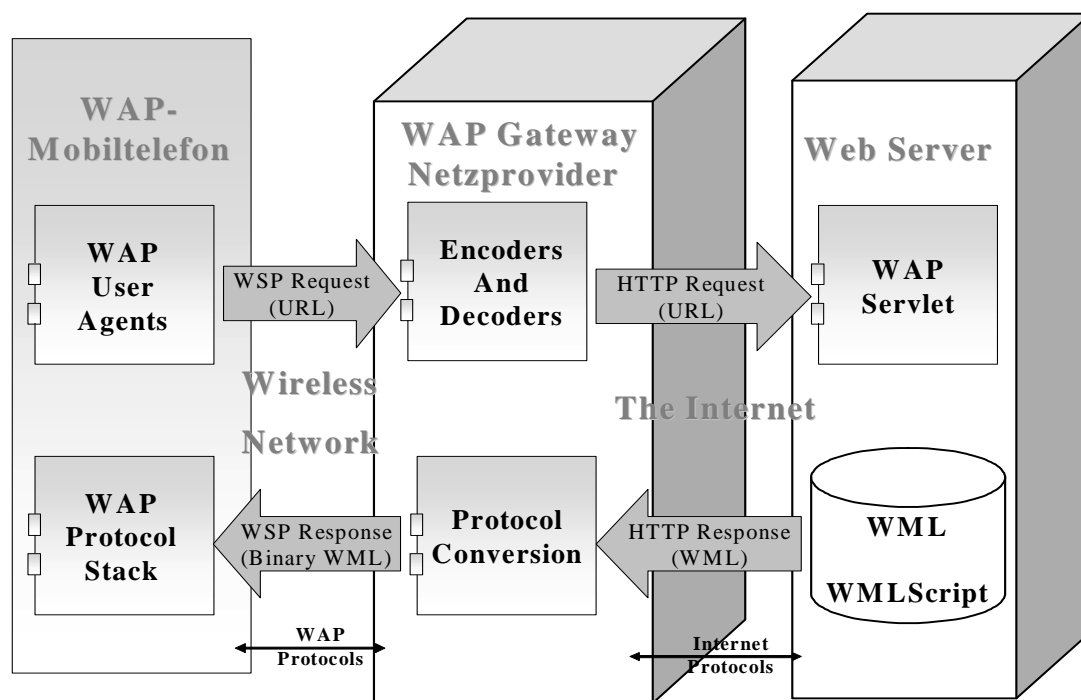 WAP-
Mobiltelefon
WAP Gateway
Netzprovider
Web Server
WAP
User
Agents
WSP Request
(URL)
Encoders
And
Decoders
HTTP Request
(URL)
WAP
Servlet
Wireless
Network
The Internet
WAP
Protocol
Stack
WSP Response
(Binary WML)
Protocol
Conversion
HTTP Response
(WML)
WML
WMLScript
WAP
Protocols
Internet
Protocols